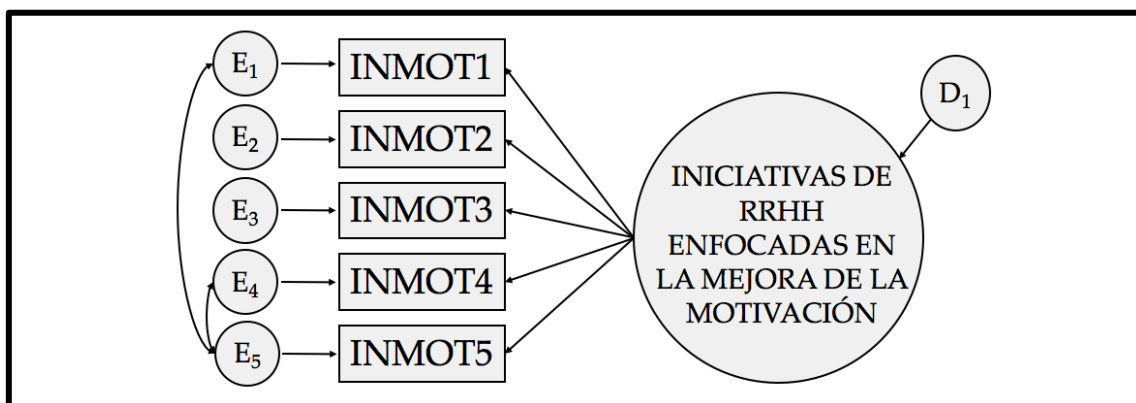 E1
INMOT1
E2
INMOT2
E3
INMOT3
E4
INMOT4
E5
INMOT5
INICIATIVAS DE
RRHH
ENFOCADAS EN
LA MEJORA DE LA
MOTIVACIÓN
D1